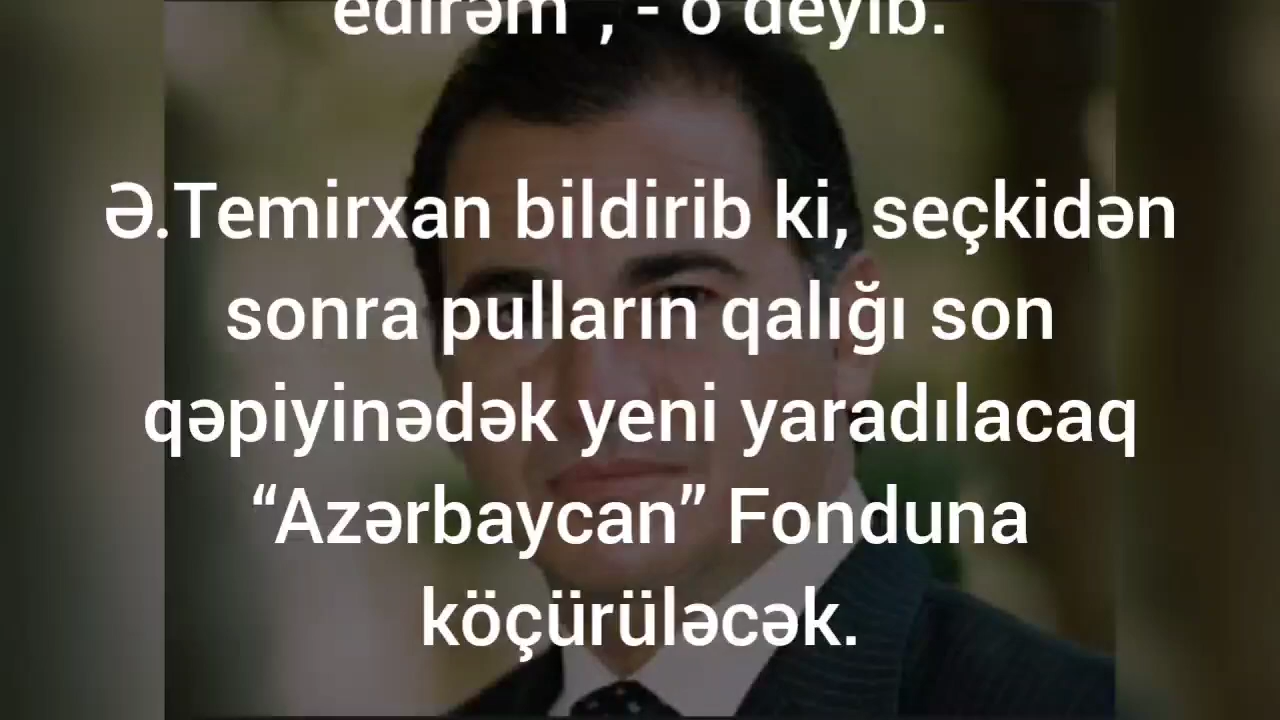 edirəm", - o deyib.
Ə.Temirxan bildirib ki, seçkidən
sonra pulların qalığı son
qəpiyinədək yeni yaradılacaq
“Azərbaycan” Fonduna
köçürüləcək.